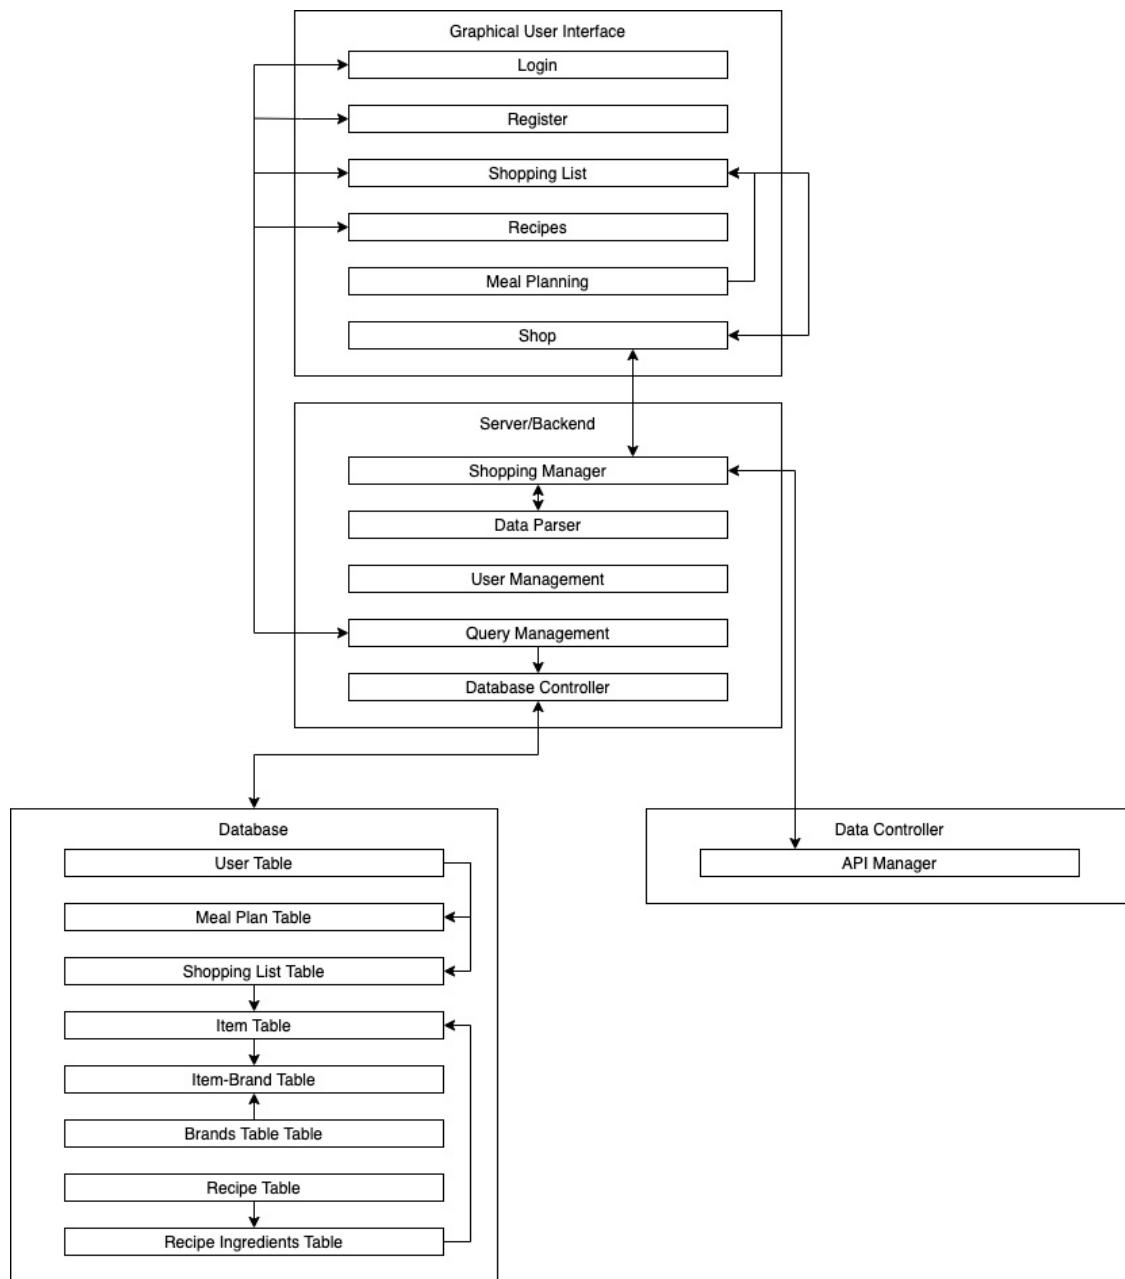 Graphical User Interface
Login
Register
Shopping List
Recipes
Meal Planning
Shop
Server/Backend
Shopping Manager
Data Parser
User Management
Query Management
Database Controller
Database
User Table
Meal Plan Table
Shopping List Table
Item Table
Item-Brand Table
Brands Table Table
Recipe Table
Recipe Ingredients Table
Data Controller
API Manager